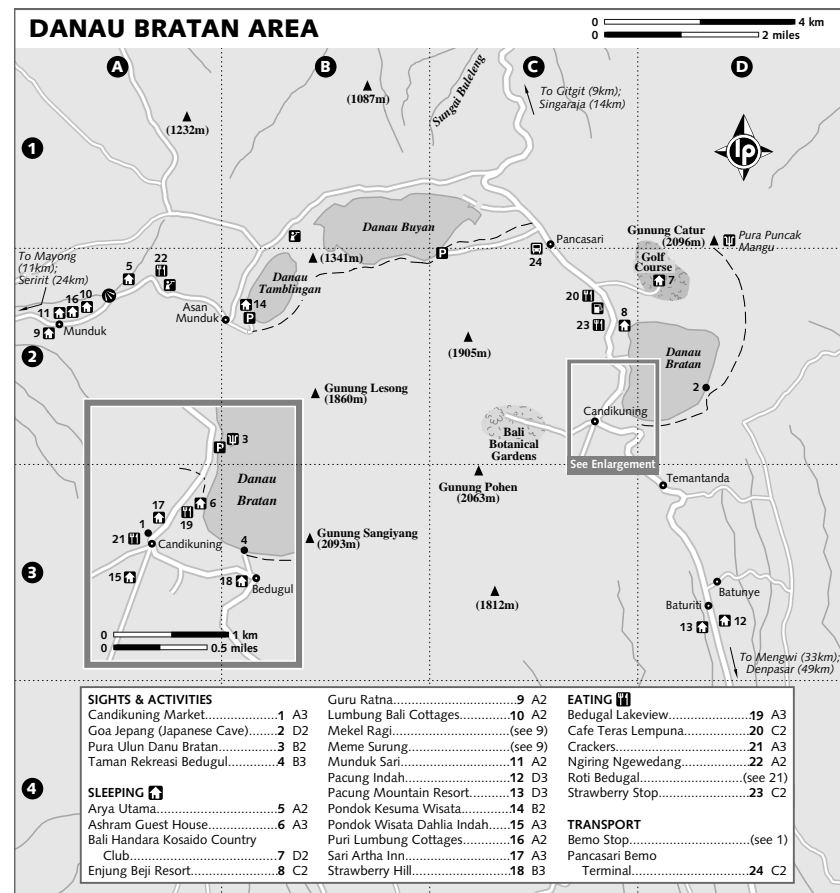 DANAU BRATAN AREA
0 4 km
0 2 miles
A B C D
1
2
3
4
(1232m)
(1087m)
Sungai Buleleng
To Gitgit (9km);
Singaraja (14km)
lp
Danau Buyan
Pancasari
Gunung Catur
(2096m)
Pura Puncak
Mangu
P
24
(1341m)
Golf
Course
7
To Mayong
(11km);
Seririt (24km)
5
22
Danau
Tamblingan
10
16
11
9
Munduk
Asan
Munduk
14
P
20
23
8
(1905m)
Danau
Bratan
2
Gunung Lesong
(1860m)
Candikuning
Bali
Botanical
Gardens
See Enlargement
Gunung Pohen
(2063m)
Temantanda
P
3
Danau
Bratan
17
6
19
1
21
Candikuning
4
15
18
Bedugul
0 1 km
0 0.5 miles
Gunung Sangiyang
(2093m)
(1812m)
Batunye
Baturiti
13
12
To Mengwi (33km);
Denpasar (49km)
SIGHTS & ACTIVITIES
Candikuning Market 1 A3
Goa Jepang (Japanese Cave) 2 D2
Pura Ulun Danu Bratan 3 B2
Taman Rekreasi Bedugul 4 B3
SLEEPING
Arya Utama 5 A2
Ashram Guest House 6 A3
Bali Handara Kosaido Country
Club 7 D2
Enjung Beji Resort 8 C2
Guru Ratna 9 A2
Lumbung Bali Cottages 10 A2
Mekel Ragi (see 9)
Meme Surung (see 9)
Munduk Sari 11 A2
Pacung Indah 12 D3
Pacung Mountain Resort 13 D3
Pondok Kesuma Wisata 14 B2
Pondok Wisata Dahlia Indah 15 A3
Puri Lumbung Cottages 16 A2
Sari Artha Inn 17 A3
Strawberry Hill 18 B3
EATING
Bedugal Lakeview 19 A3
Cafe Teras Lempuna 20 C2
Crackers 21 A3
Ngiring Ngewedang 22 A2
Roti Bedugal (see 21)
Strawberry Stop 23 C2
TRANSPORT
Bemo Stop (see 1)
Pancasari Bemo
Terminal 24 C2